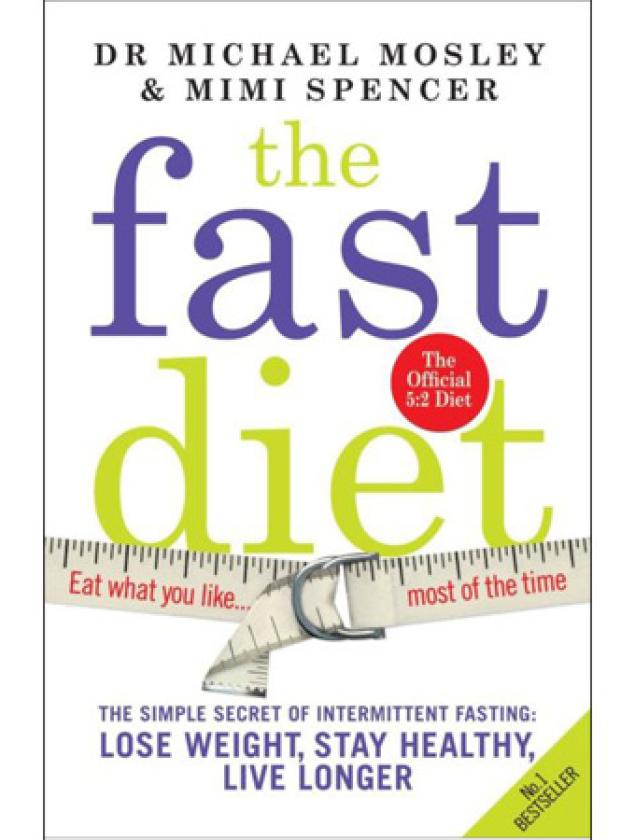 DR MICHAEL MOSLEY
& MIMI SPENCER
the
fast
The
Official
5:2 Diet
diet
Eat what you like...
most of the time
THE SIMPLE SECRET OF INTERMITTENT FASTING:
LOSE WEIGHT, STAY HEALTHY,
LIVE LONGER
No.1
BESTSELLER